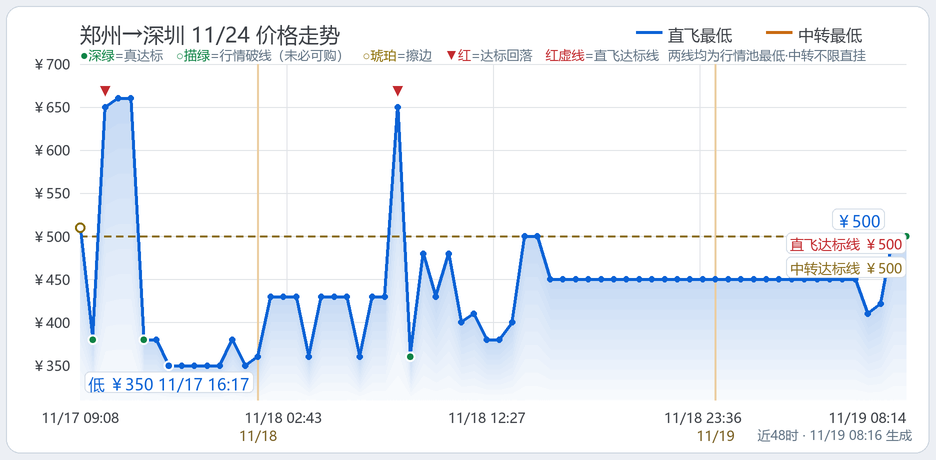 郑州→深圳 11/24 价格走势
直飞最低 中转最低
●深绿=真达标 ○描绿=行情破线（未必可购） ○琥珀=擦边 ▼红=达标回落 红虚线=直飞达标线 两线均为行情池最低·中转不限直挂
￥700
￥650
￥600
￥550
￥500
￥450
￥400
￥350
￥500
直飞达标线 ￥500
中转达标线 ￥500
低 ￥350 11/17 16:17
11/17 09:08 11/18 02:43 11/18 12:27 11/18 23:36 11/19 08:14
11/18 11/19 近48时 · 11/19 08:16 生成